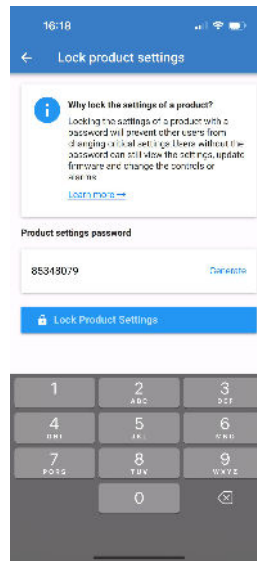 16:18
Lock product settings
Why lock the settings of a product?
Locking the settings of a product with a
password will prevent other users from
changing critical settings. Users without the
password can still view the settings, update
firmware and change the controls or
alarms
Learn more →
Product settings password
85348079 Generate
Lock Product Settings
1 2 3
ABC DEF
4 5 6
GHI JKL MNO
7 8 9
PQRS TUV WXYZ
0